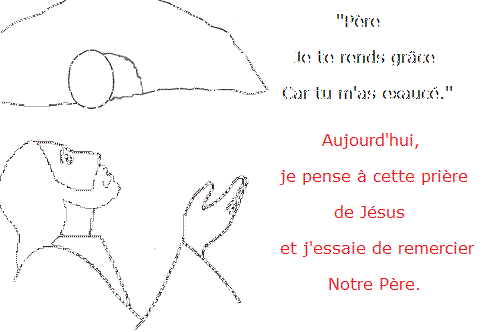 "Père
Je te rends grâce
Car tu m'as exaucé."
Aujourd'hui,
je pense à cette prière
de Jésus
et j'essaie de remercier
Notre Père.